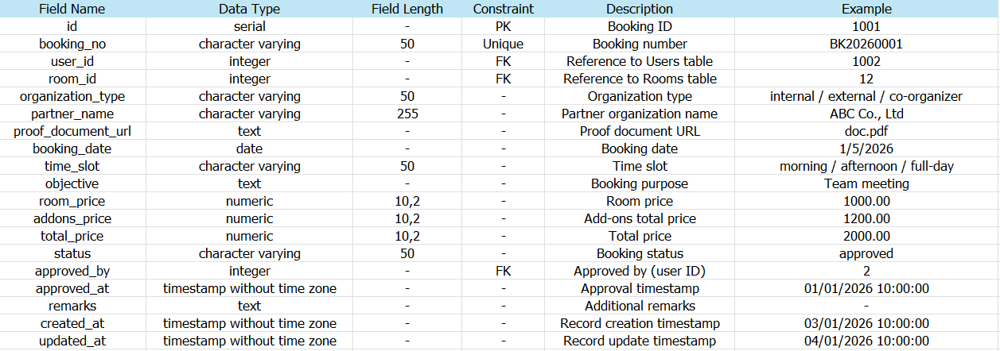 Field Name Data Type Field Length Constraint Description Example
id serial - PK Booking ID 1001
booking_no character varying 50 Unique Booking number BK20260001
user_id integer - FK Reference to Users table 1002
room_id integer - FK Reference to Rooms table 12
organization_type character varying 50 - Organization type internal / external / co-organizer
partner_name character varying 255 - Partner organization name ABC Co., Ltd
proof_document_url text - - Proof document URL doc.pdf
booking_date date - - Booking date 1/5/2026
time_slot character varying 50 - Time slot morning / afternoon / full-day
objective text - - Booking purpose Team meeting
room_price numeric 10,2 - Room price 1000.00
addons_price numeric 10,2 - Add-ons total price 1200.00
total_price numeric 10,2 - Total price 2000.00
status character varying 50 - Booking status approved
approved_by integer - FK Approved by (user ID) 2
approved_at timestamp without time zone - - Approval timestamp 01/01/2026 10:00:00
remarks text - - Additional remarks -
created_at timestamp without time zone - - Record creation timestamp 03/01/2026 10:00:00
updated_at timestamp without time zone - - Record update timestamp 04/01/2026 10:00:00